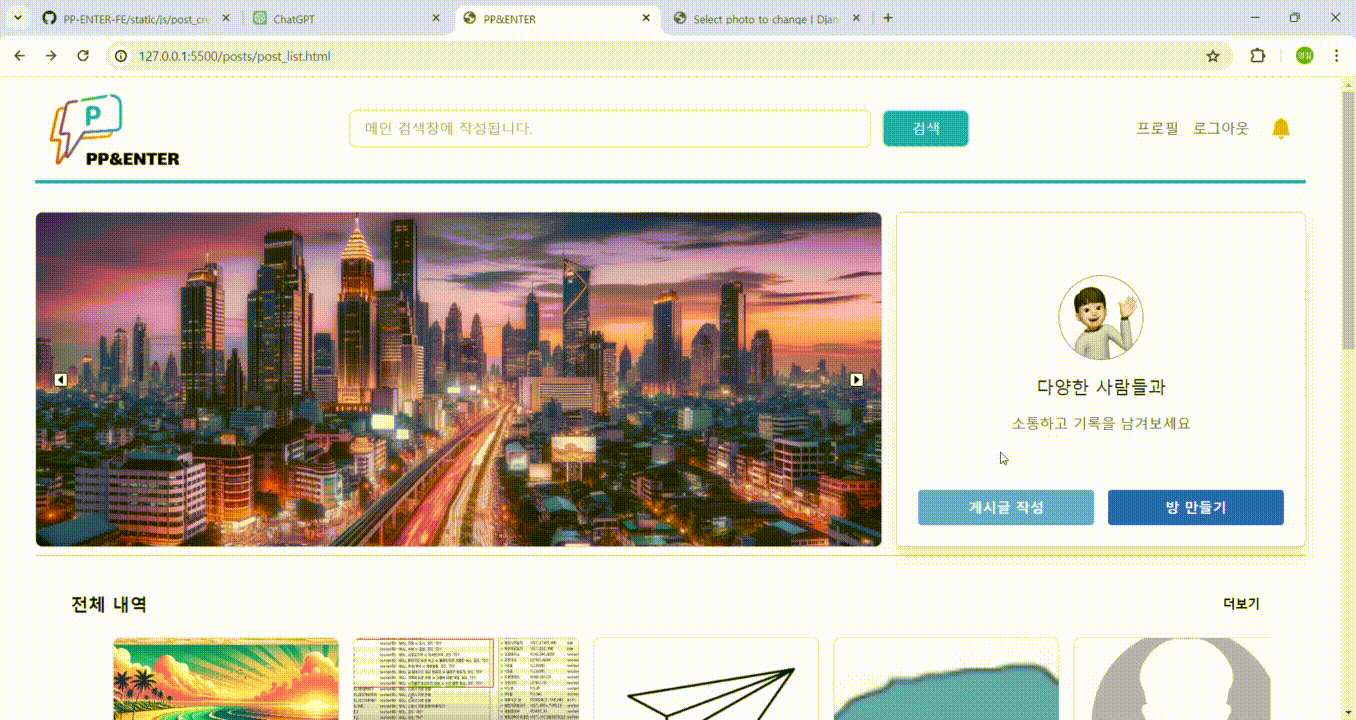 PP-ENTER-FE/static/js/post_cre
ChatGPT
PP&ENTER
Select photo to change | Djan
127.0.0.1:5500/posts/post_list.html
P
PP&ENTER
메인 검색창에 작성됩니다.
검색
프로필
로그아웃
다양한 사람들과
소통하고 기록을 남겨보세요
게시글 작성
방 만들기
전체 내역
더보기